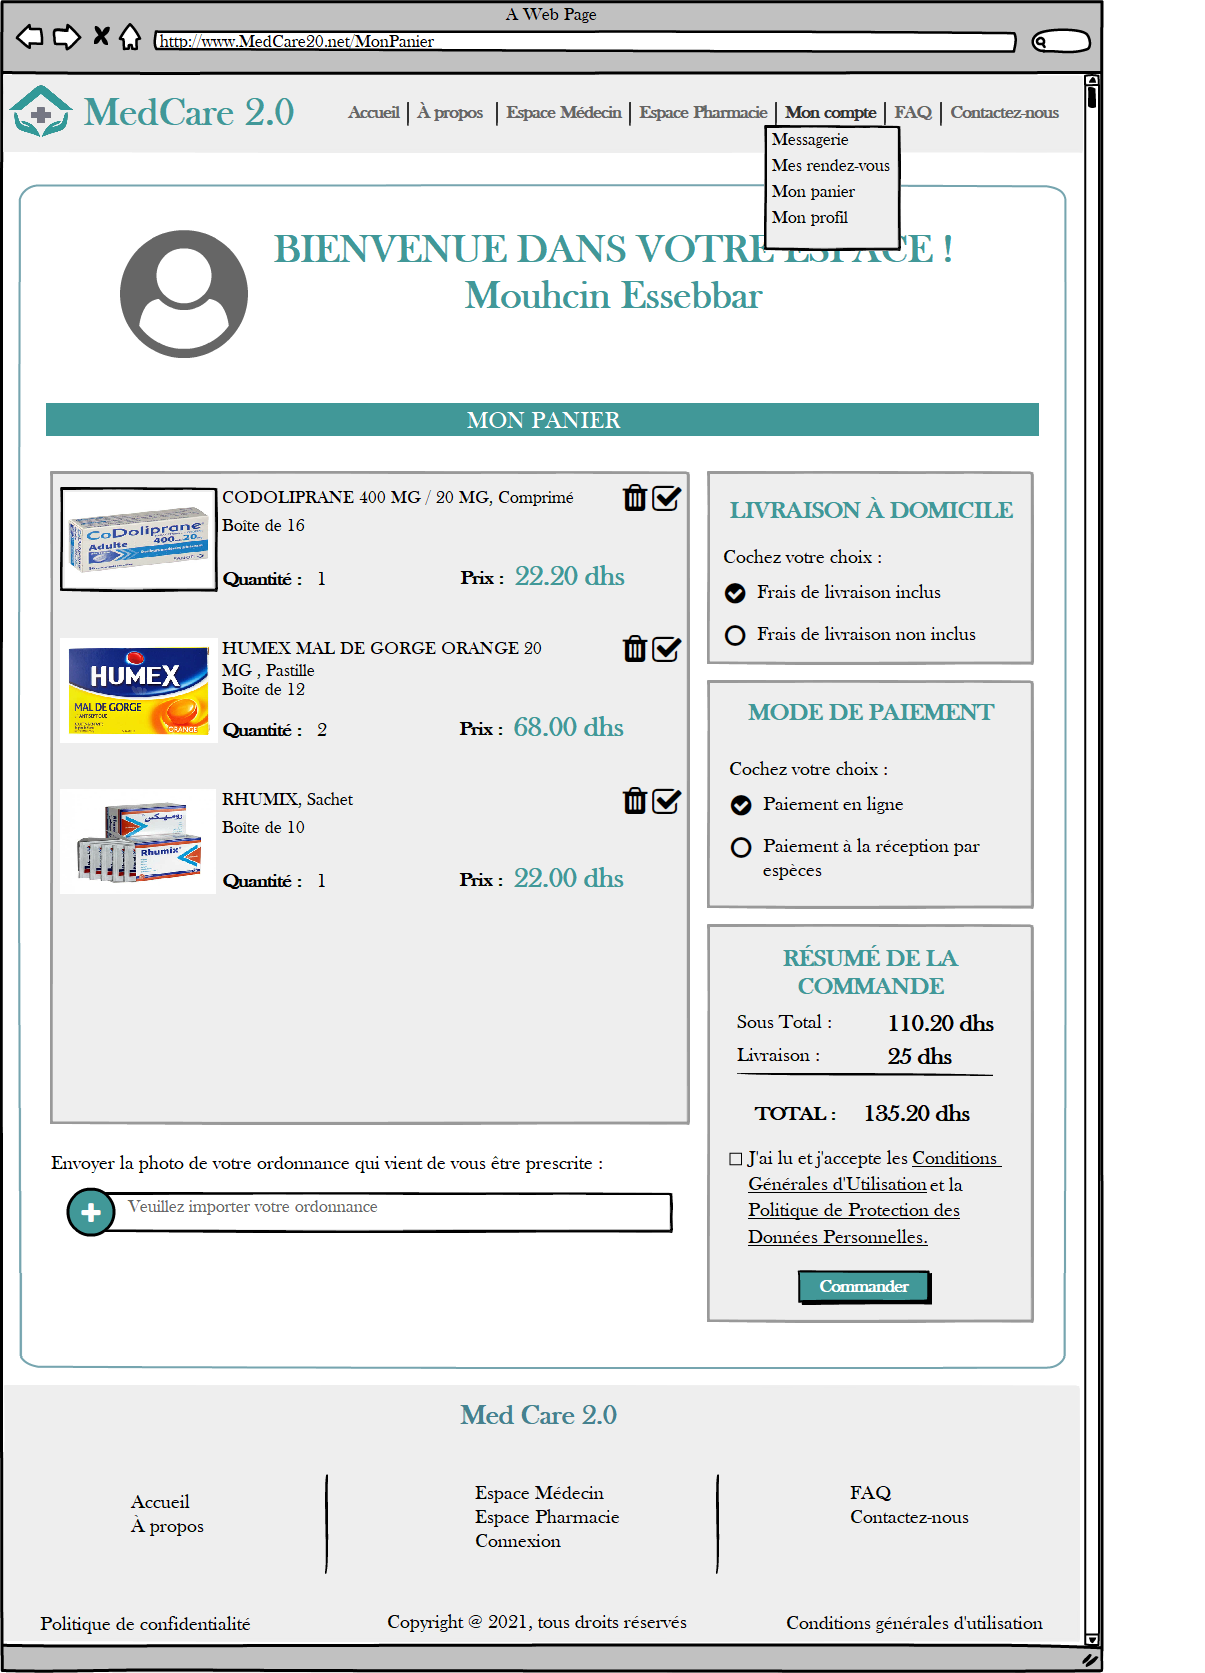 A Web Page
http://www.MedCare20.net/MonPanier
MedCare 2.0
Accueil
À propos
Espace Médecin
Espace Pharmacie
Mon compte
FAQ
Contactez-nous
Messagerie
Mes rendez-vous
Mon panier
Mon profil
BIENVENUE DANS VOTRE ESPACE !
Mouhcin Essebbar
MON PANIER
CoDoliprane
Adulte
400 20
CODOLIPRANE 400 MG / 20 MG, Comprimé
Boîte de 16
Quantité : 1
Prix : 22.20 dhs
HUMEX
MAL DE GORGE
ORANGE
HUMEX MAL DE GORGE ORANGE 20
MG , Pastille
Boîte de 12
Quantité : 2
Prix : 68.00 dhs
روميكس
Rhumix
RHUMIX, Sachet
Boîte de 10
Quantité : 1
Prix : 22.00 dhs
Envoyer la photo de votre ordonnance qui vient de vous être prescrite :
Veuillez importer votre ordonnance
LIVRAISON À DOMICILE
Cochez votre choix :
Frais de livraison inclus
Frais de livraison non inclus
MODE DE PAIEMENT
Cochez votre choix :
Paiement en ligne
Paiement à la réception par
espèces
RÉSUMÉ DE LA
COMMANDE
Sous Total : 110.20 dhs
Livraison : 25 dhs
TOTAL : 135.20 dhs
J'ai lu et j'accepte les Conditions
Générales d'Utilisation et la
Politique de Protection des
Données Personnelles.
Commander
Med Care 2.0
Accueil
À propos
Espace Médecin
Espace Pharmacie
Connexion
FAQ
Contactez-nous
Politique de confidentialité
Copyright @ 2021, tous droits réservés
Conditions générales d'utilisation